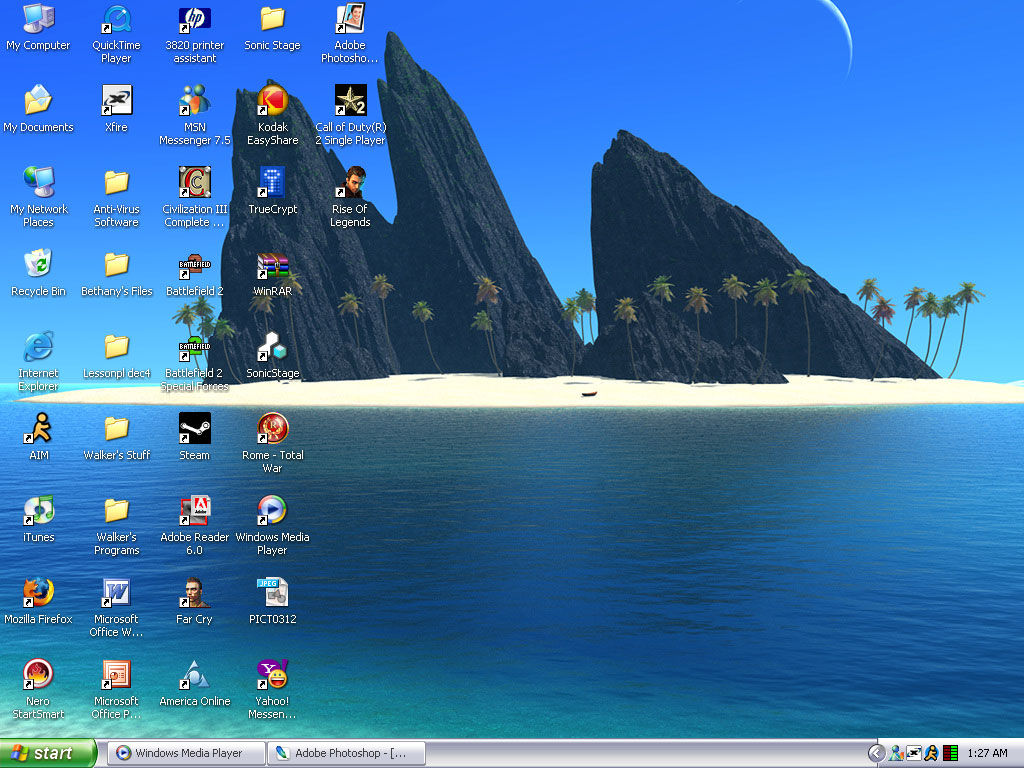 My Computer
QuickTime
Player
3820 printer
assistant
Sonic Stage
Adobe
Photosho...
My Documents
Xfire
MSN
Messenger 7.5
Kodak
EasyShare
Call of Duty(R)
2 Single Player
My Network
Places
Anti-Virus
Software
Civilization III
Complete ...
TrueCrypt
Rise Of
Legends
Recycle Bin
Bethany's Files
BATTLEFIELD
Battlefield 2
WinRAR
Internet
Explorer
Lessonpl dec4
BATTLEFIELD
Battlefield 2
Special Forces
SonicStage
AIM
Walker's Stuff
Steam
Rome - Total
War
iTunes
Walker's
Programs
Adobe
Adobe Reader
6.0
Windows Media
Player
Mozilla Firefox
Microsoft
Office W...
Far Cry
JPEG
PICT0312
Nero
StartSmart
Microsoft
Office P...
America Online
Yahoo!
Messen...
start
Windows Media Player
Adobe Photoshop - [...
1:27 AM